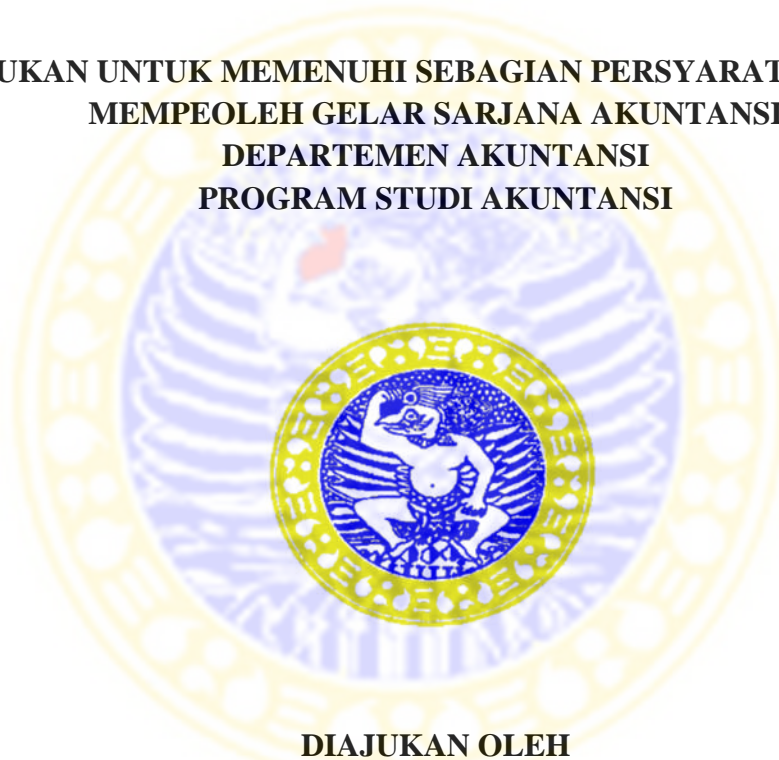 UKAN UNTUK MEMENUHI SEBAGIAN PERSYARAT
MEMPEOLEH GELAR SARJANA AKUNTANSI
DEPARTEMEN AKUNTANSI
PROGRAM STUDI AKUNTANSI
DIAJUKAN OLEH